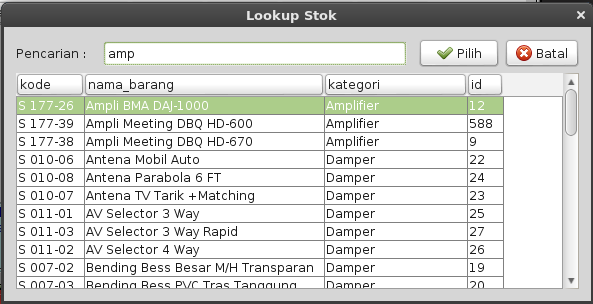 Lookup Stok
Pencarian : amp Pilih Batal
kode nama_barang kategori id
S 177-26 Ampli BMA DAJ-1000 Amplifier 12
S 177-39 Ampli Meeting DBQ HD-600 Amplifier 588
S 177-38 Ampli Meeting DBQ HD-670 Amplifier 9
S 010-06 Antena Mobil Auto Damper 22
S 010-08 Antena Parabola 6 FT Damper 24
S 010-07 Antena TV Tarik +Matching Damper 23
S 011-01 AV Selector 3 Way Damper 25
S 011-03 AV Selector 3 Way Rapid Damper 27
S 011-02 AV Selector 4 Way Damper 26
S 007-02 Bending Bess Besar M/H Transparan Damper 19
S 007-03 Bending Bess PVC Tras Tanggung Damper 20